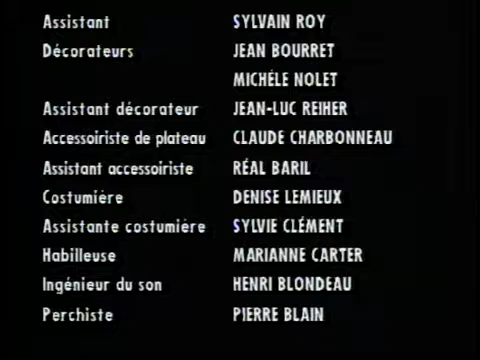 Assistant SYLVAIN ROY
Décorateurs JEAN BOURRET
MICHÈLE NOLET
Assistant décorateur JEAN-LUC REIHER
Accessoiriste de plateau CLAUDE CHARBONNEAU
Assistant accessoiriste RÉAL BARIL
Costumière DENISE LEMIEUX
Assistante costumière SYLVIE CLÉMENT
Habilleuse MARIANNE CARTER
Ingénieur du son HENRI BLONDEAU
Perchiste PIERRE BLAIN